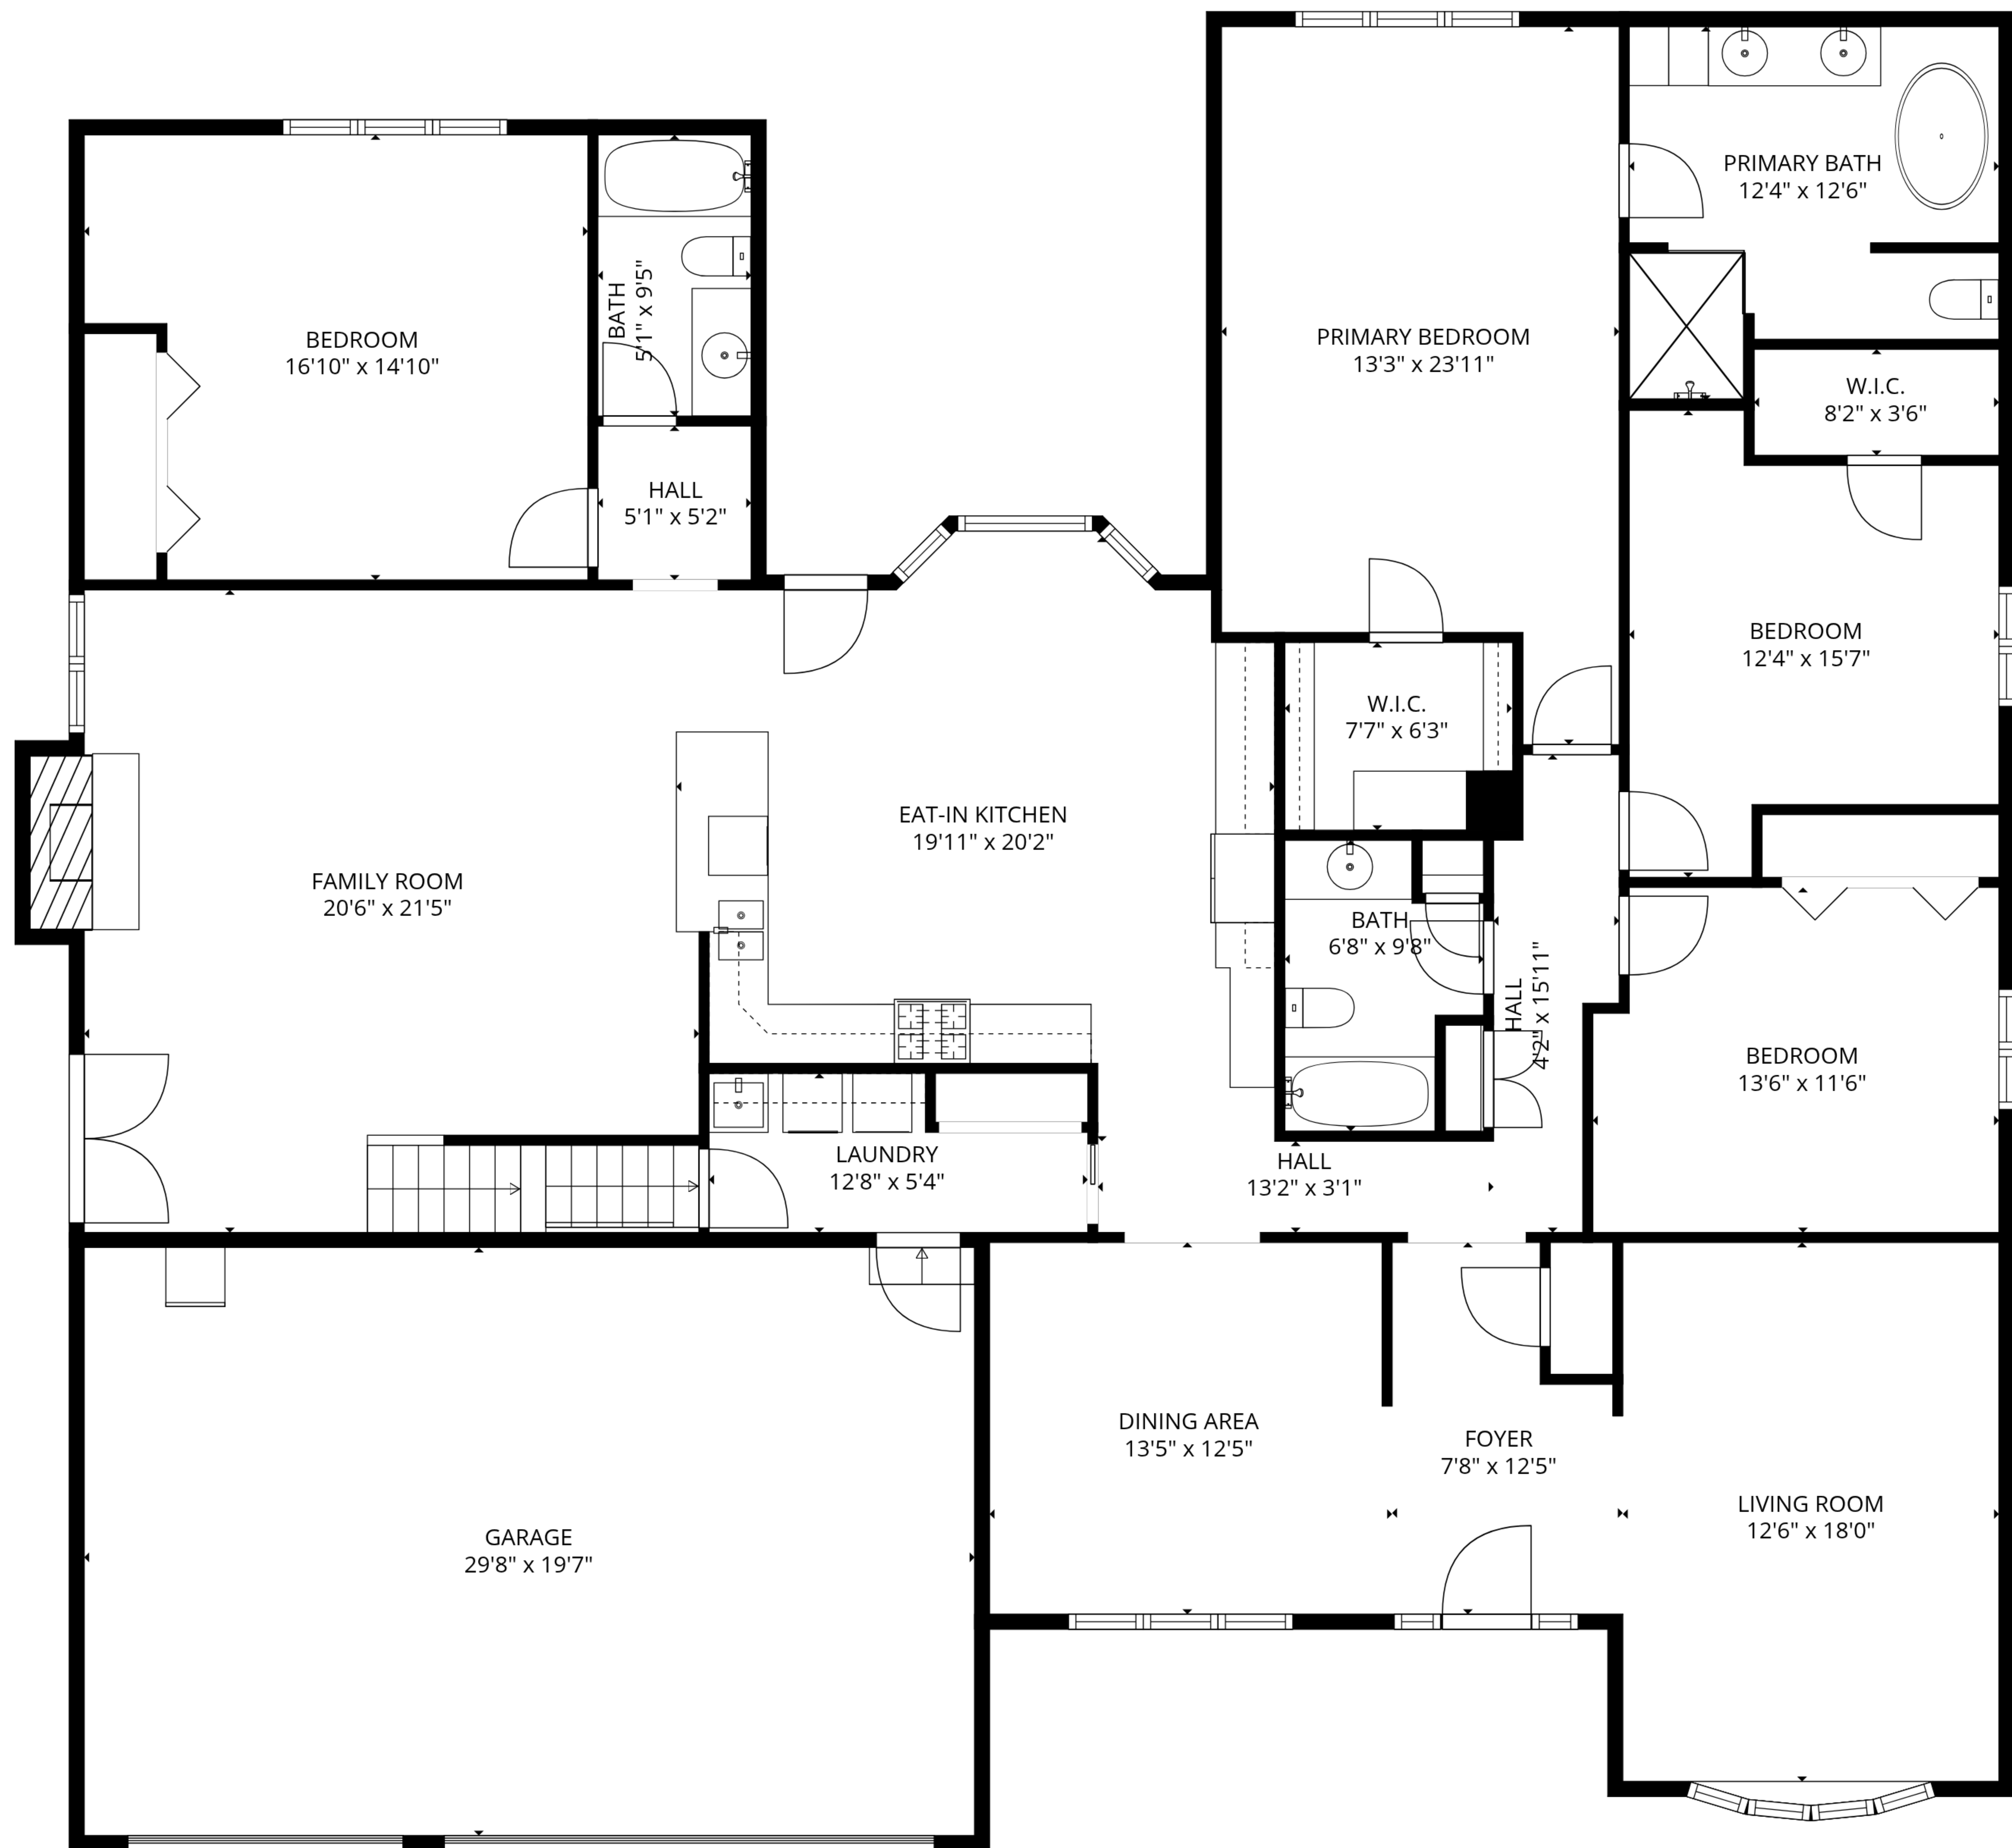 PRIMARY BATH
12'4" x 12'6"
BEDROOM
16'10" x 14'10"
BATH
5'1" x 9'5"
PRIMARY BEDROOM
13'3" x 23'11"
W.I.C.
8'2" x 3'6"
HALL
5'1" x 5'2"
BEDROOM
12'4" x 15'7"
W.I.C.
7'7" x 6'3"
EAT-IN KITCHEN
19'11" x 20'2"
FAMILY ROOM
20'6" x 21'5"
BATH
6'8" x 9'8"
HALL
4'2" x 15'11"
BEDROOM
13'6" x 11'6"
LAUNDRY
12'8" x 5'4"
HALL
13'2" x 3'1"
DINING AREA
13'5" x 12'5"
FOYER
7'8" x 12'5"
LIVING ROOM
12'6" x 18'0"
GARAGE
29'8" x 19'7"